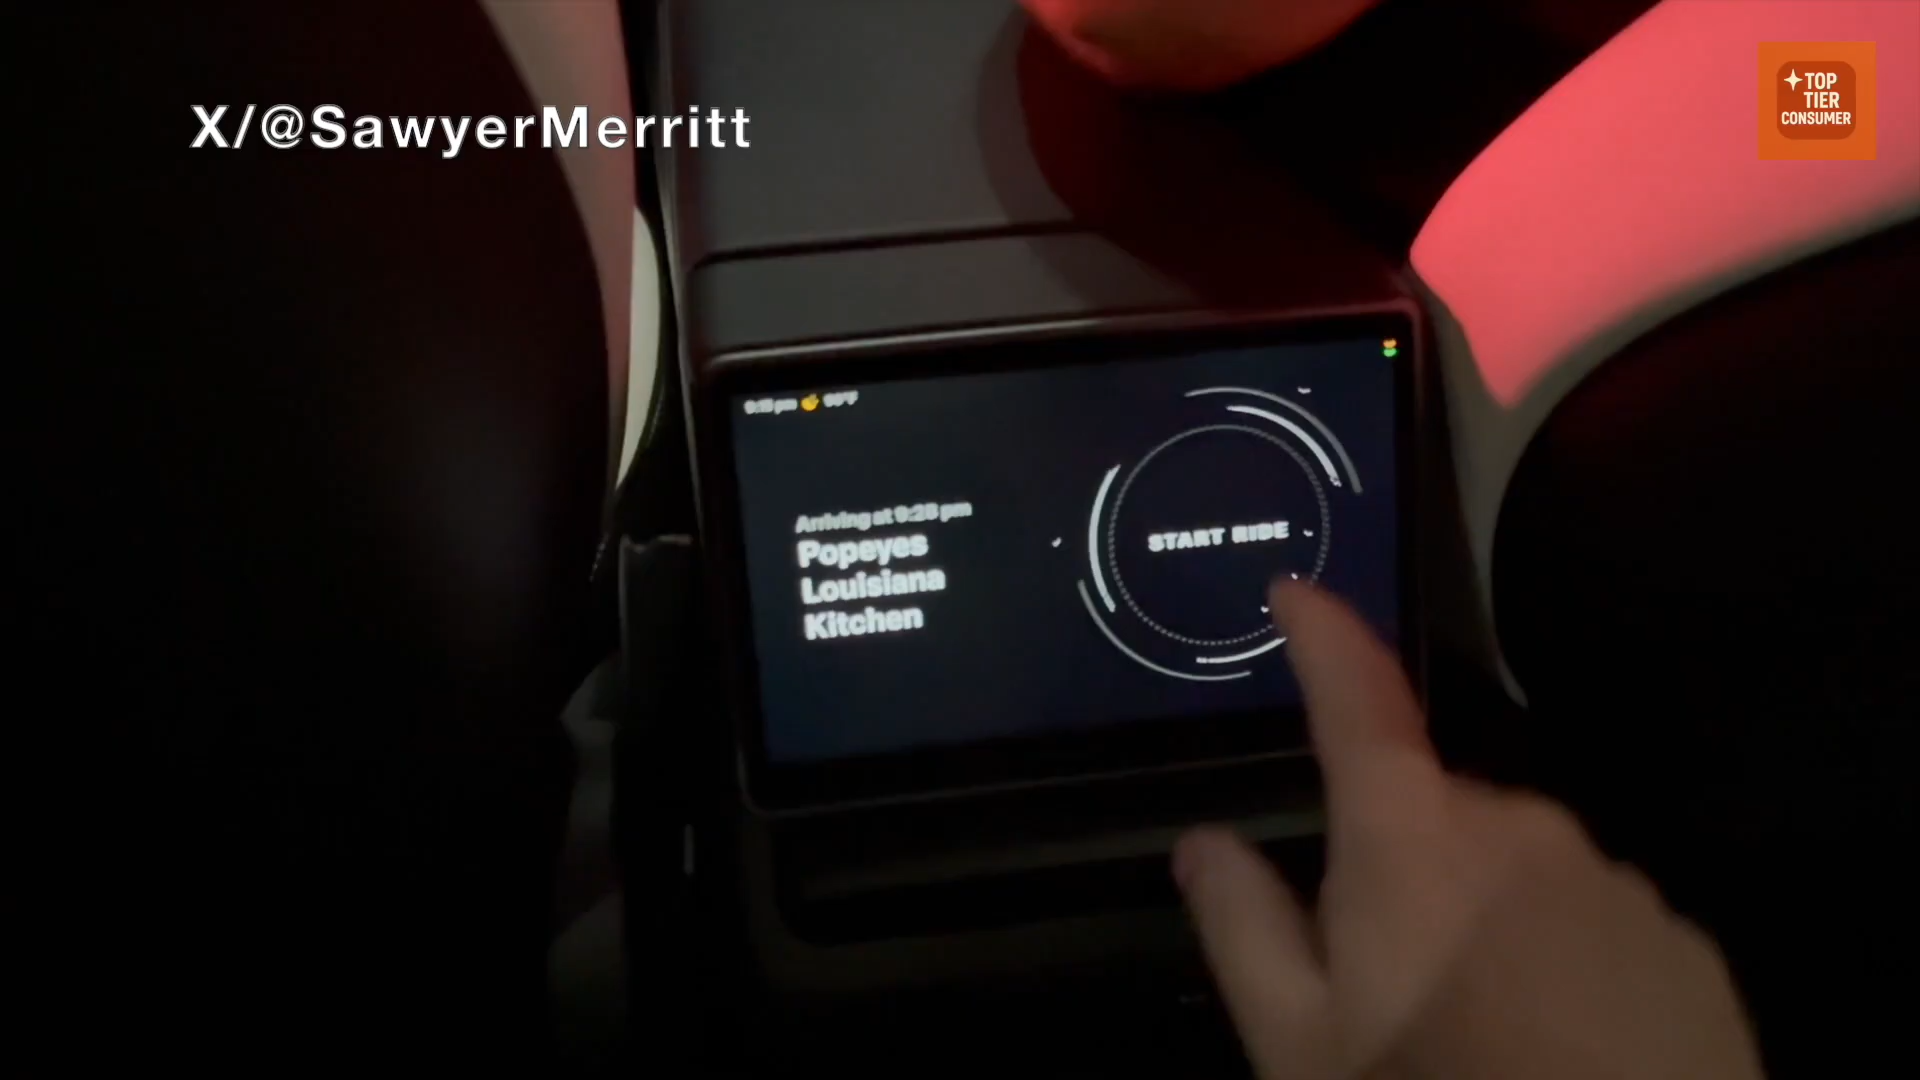 X/@SawyerMerritt
TOP
TIER
CONSUMER
Arriving at 9:28 pm
Popeyes
Louisiana
Kitchen
START RIDE